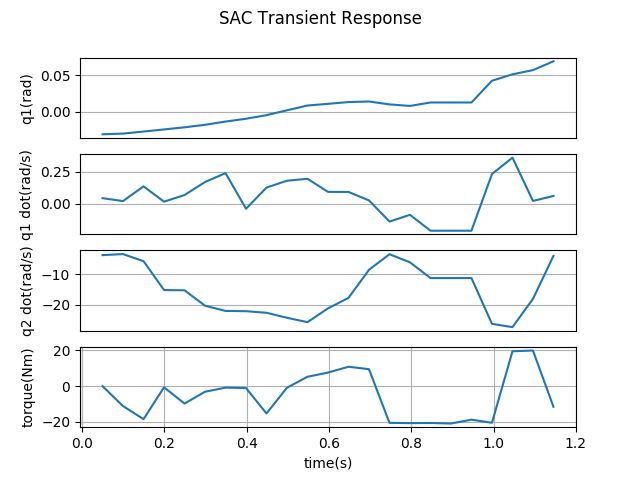 SAC Transient Response
q1(rad)
0.05
0.00
q1 dot(rad/s)
0.25
0.00
q2 dot(rad/s)
−10
−20
torque(Nm)
20
0
−20
0.0 0.2 0.4 0.6 0.8 1.0 1.2
time(s)